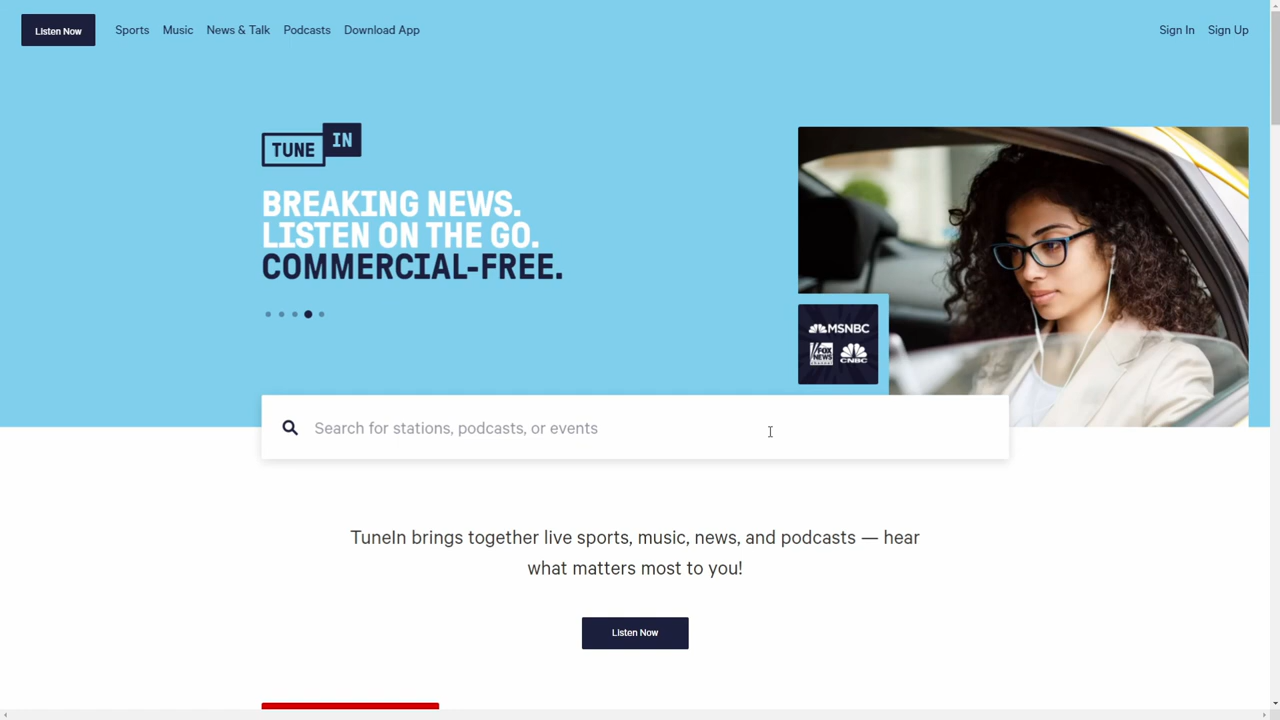 Listen Now
Sports
Music
News & Talk
Podcasts
Download App
Sign In
Sign Up
TUNE IN
BREAKING NEWS.
LISTEN ON THE GO.
COMMERCIAL-FREE.
MSNBC
FOX NEWS channel
CNBC
Search for stations, podcasts, or events
TuneIn brings together live sports, music, news, and podcasts — hear
what matters most to you!
Listen Now